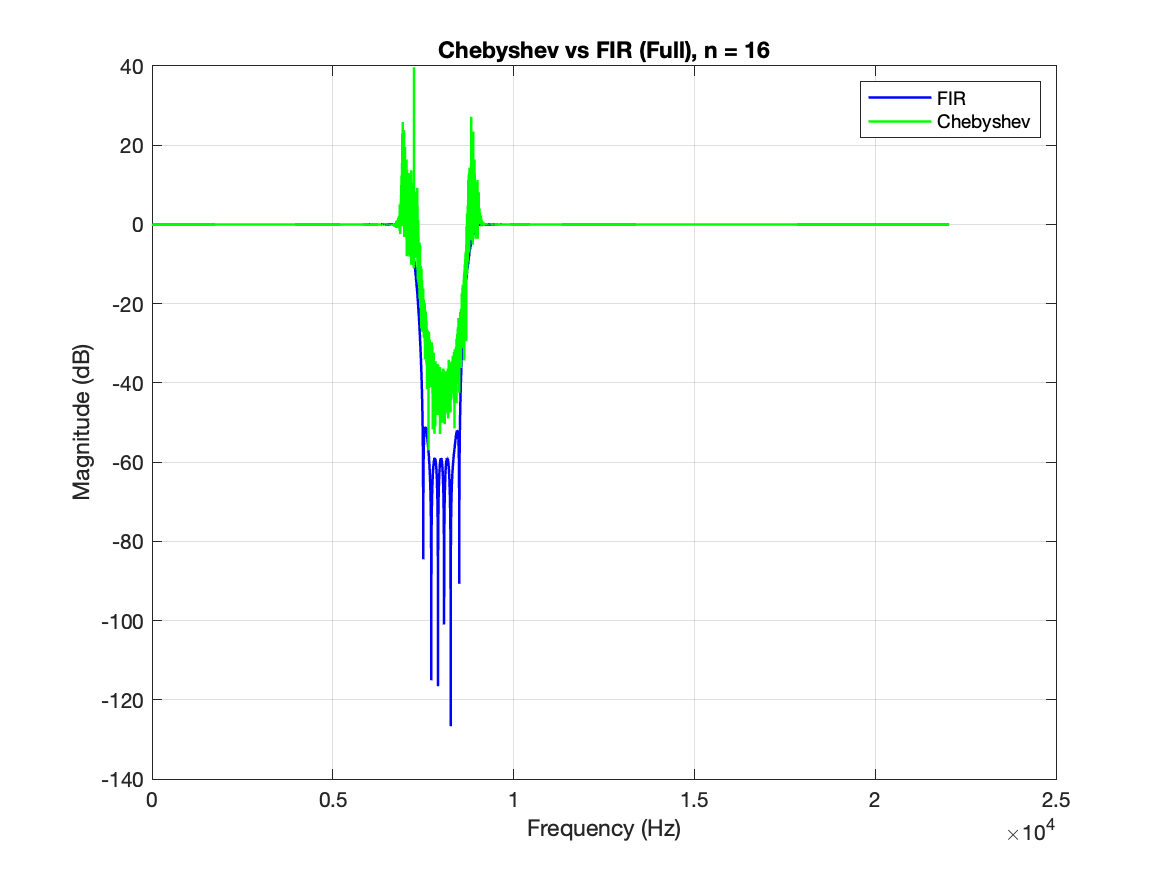 Chebyshev vs FIR (Full), n = 16
FIR
Chebyshev
Magnitude (dB)
40
20
0
-20
-40
-60
-80
-100
-120
-140
0 0.5 1 1.5 2 2.5
Frequency (Hz)
×10^4